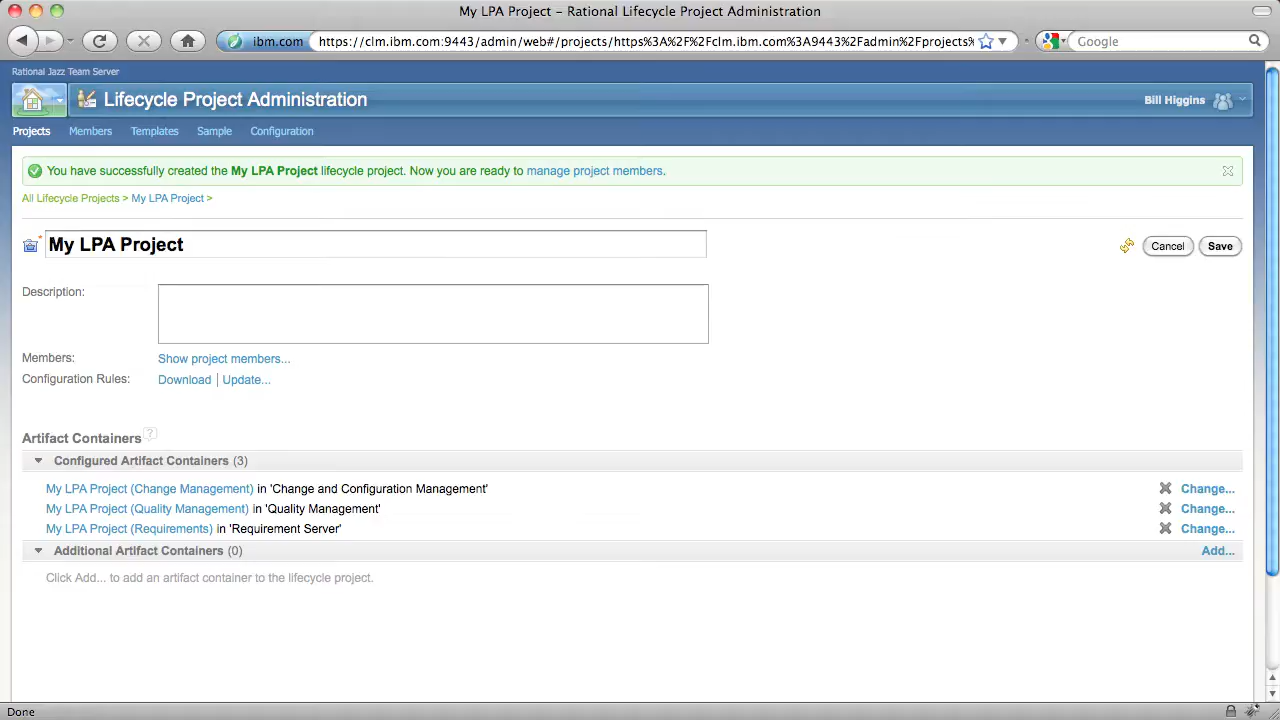 My LPA Project – Rational Lifecycle Project Administration
ibm.com https://clm.ibm.com:9443/admin/web#/projects/https%3A%2F%2Fclm.ibm.com%3A9443%2Fadmin%2Fprojects% Google
Rational Jazz Team Server
Lifecycle Project Administration Bill Higgins
Projects Members Templates Sample Configuration
You have successfully created the My LPA Project lifecycle project. Now you are ready to manage project members.
All Lifecycle Projects > My LPA Project >
* My LPA Project Cancel Save
Description:
Members: Show project members...
Configuration Rules: Download | Update...
Artifact Containers ?
Configured Artifact Containers (3)
My LPA Project (Change Management) in 'Change and Configuration Management' Change...
My LPA Project (Quality Management) in 'Quality Management' Change...
My LPA Project (Requirements) in 'Requirement Server' Change...
Additional Artifact Containers (0) Add...
Click Add... to add an artifact container to the lifecycle project.
Done